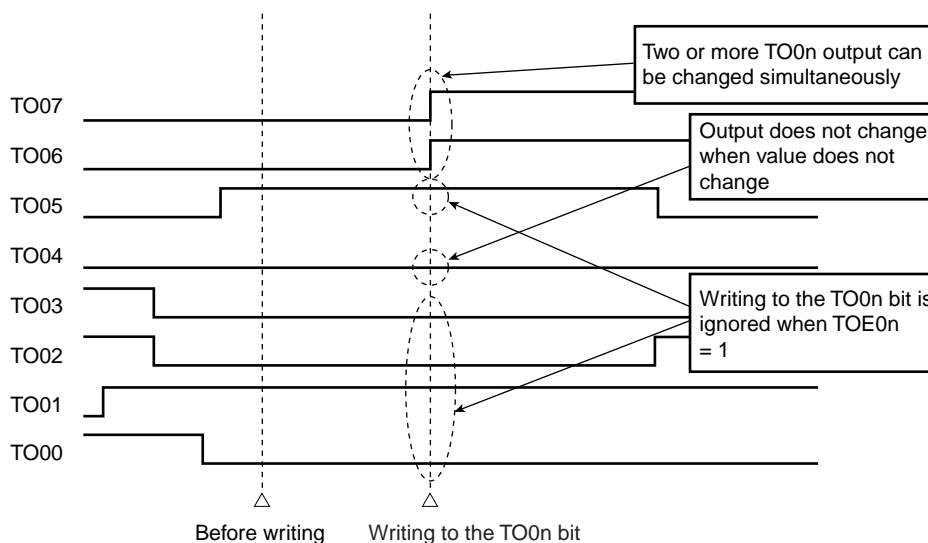 Two or more TO0n output can
be changed simultaneously
TO07
Output does not change
when value does not
change
TO06
TO05
TO04
TO03
Writing to the TO0n bit is
ignored when TOE0n
= 1
TO02
TO01
TO00
Before writing
Writing to the TO0n bit